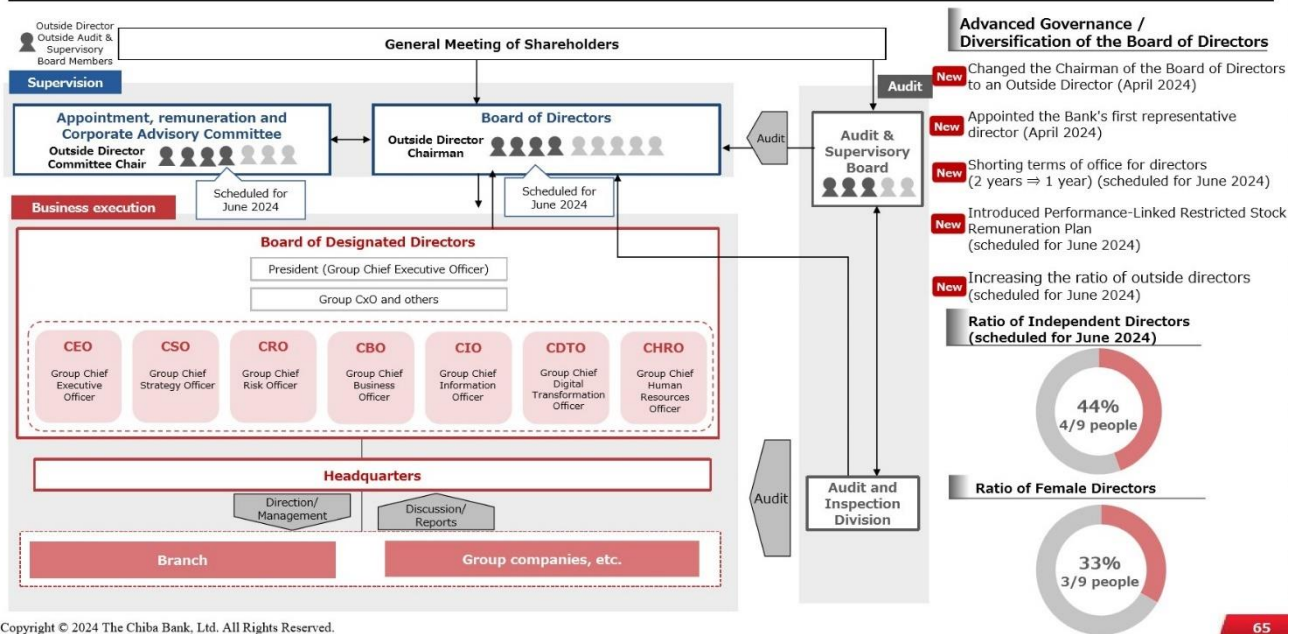 Outside Director
Outside Audit &
Supervisory
Board Members
General Meeting of Shareholders
Supervision
Appointment, remuneration and
Corporate Advisory Committee
Outside Director
Committee Chair
Scheduled for
June 2024
Board of Directors
Outside Director
Chairman
Scheduled for
June 2024
Audit
Audit
Audit &
Supervisory
Board
Business execution
Board of Designated Directors
President (Group Chief Executive Officer)
Group CxO and others
CEO
Group Chief
Executive
Officer
CSO
Group Chief
Strategy Officer
CRO
Group Chief
Risk Officer
CBO
Group Chief
Business
Officer
CIO
Group Chief
Information
Officer
CDTO
Group Chief
Digital
Transformation
Officer
CHRO
Group Chief
Human
Resources
Officer
Headquarters
Direction/
Management
Discussion/
Reports
Branch
Group companies, etc.
Audit
Audit and
Inspection
Division
Advanced Governance /
Diversification of the Board of Directors
New
Changed the Chairman of the Board of Directors
to an Outside Director (April 2024)
New
Appointed the Bank's first representative
director (April 2024)
New
Shorting terms of office for directors
(2 years ⇒ 1 year) (scheduled for June 2024)
New
Introduced Performance-Linked Restricted Stock
Remuneration Plan
(scheduled for June 2024)
New
Increasing the ratio of outside directors
(scheduled for June 2024)
Ratio of Independent Directors
(scheduled for June 2024)
44%
4/9 people
Ratio of Female Directors
33%
3/9 people
Copyright © 2024 The Chiba Bank, Ltd. All Rights Reserved.
65